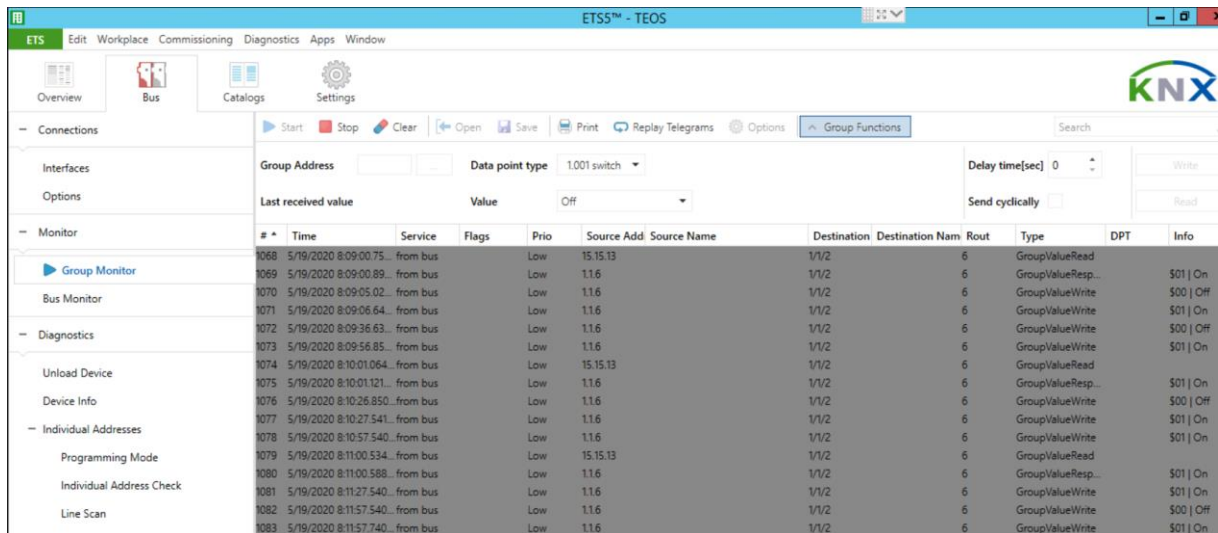 ETS5™ - TEOS
ETS Edit Workplace Commissioning Diagnostics Apps Window
Overview Bus Catalogs Settings
KNX
Connections
Interfaces
Options
Monitor
Group Monitor
Bus Monitor
Diagnostics
Unload Device
Device Info
Individual Addresses
Programming Mode
Individual Address Check
Line Scan
Start Stop Clear Open Save Print Replay Telegrams Options Group Functions Search
Group Address ... Data point type 1.001 switch Delay time[sec] 0 Write
Last received value Value Off Send cyclically Read
# Time Service Flags Prio Source Addi Source Name Destination Destination Nam Rout Type DPT Info
1068 5/19/2020 8:09:00.75... from bus Low 15.15.13 1/1/2 6 GroupValueRead
1069 5/19/2020 8:09:00.89... from bus Low 1.1.6 1/1/2 6 GroupValueResp... $01 | On
1070 5/19/2020 8:09:05.02... from bus Low 1.1.6 1/1/2 6 GroupValueWrite $00 | Off
1071 5/19/2020 8:09:06.64... from bus Low 1.1.6 1/1/2 6 GroupValueWrite $01 | On
1072 5/19/2020 8:09:36.63... from bus Low 1.1.6 1/1/2 6 GroupValueWrite $00 | Off
1073 5/19/2020 8:09:56.85... from bus Low 1.1.6 1/1/2 6 GroupValueWrite $01 | On
1074 5/19/2020 8:10:01.064... from bus Low 15.15.13 1/1/2 6 GroupValueRead
1075 5/19/2020 8:10:01.121... from bus Low 1.1.6 1/1/2 6 GroupValueResp... $01 | On
1076 5/19/2020 8:10:26.850... from bus Low 1.1.6 1/1/2 6 GroupValueWrite $00 | Off
1077 5/19/2020 8:10:27.541... from bus Low 1.1.6 1/1/2 6 GroupValueWrite $01 | On
1078 5/19/2020 8:10:57.540... from bus Low 1.1.6 1/1/2 6 GroupValueWrite $01 | On
1079 5/19/2020 8:11:00.534... from bus Low 15.15.13 1/1/2 6 GroupValueRead
1080 5/19/2020 8:11:00.588... from bus Low 1.1.6 1/1/2 6 GroupValueResp... $01 | On
1081 5/19/2020 8:11:27.540... from bus Low 1.1.6 1/1/2 6 GroupValueWrite $01 | On
1082 5/19/2020 8:11:57.540... from bus Low 1.1.6 1/1/2 6 GroupValueWrite $00 | Off
1083 5/19/2020 8:11:57.740... from bus Low 1.1.6 1/1/2 6 GroupValueWrite $01 | On